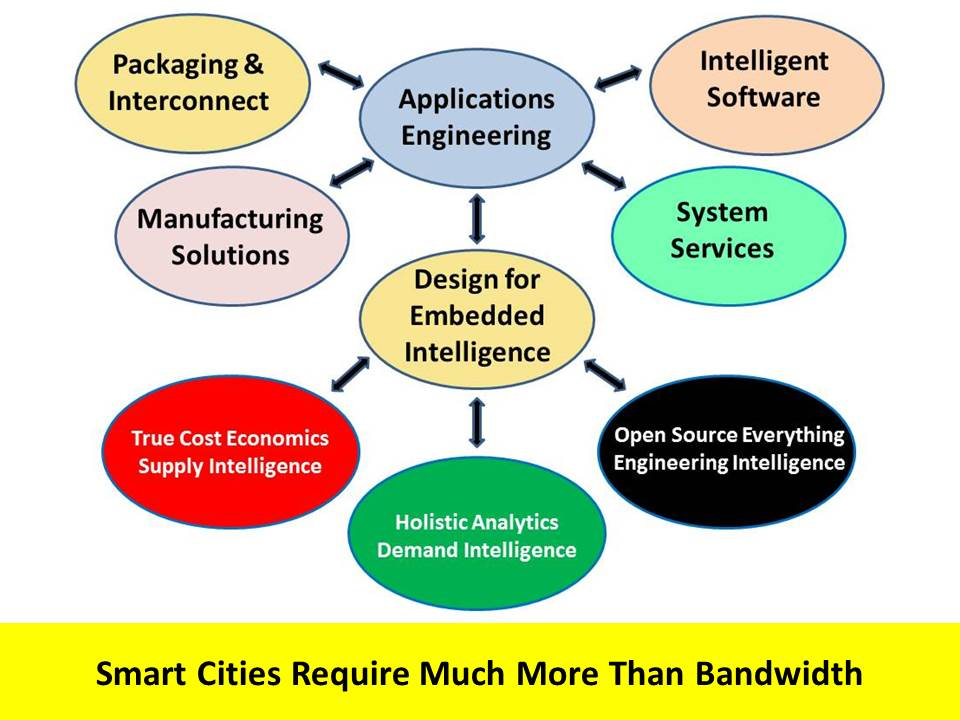 Packaging &
Interconnect
Applications
Engineering
Intelligent
Software
Manufacturing
Solutions
System
Services
Design for
Embedded
Intelligence
True Cost Economics
Supply Intelligence
Open Source Everything
Engineering Intelligence
Holistic Analytics
Demand Intelligence
Smart Cities Require Much More Than Bandwidth